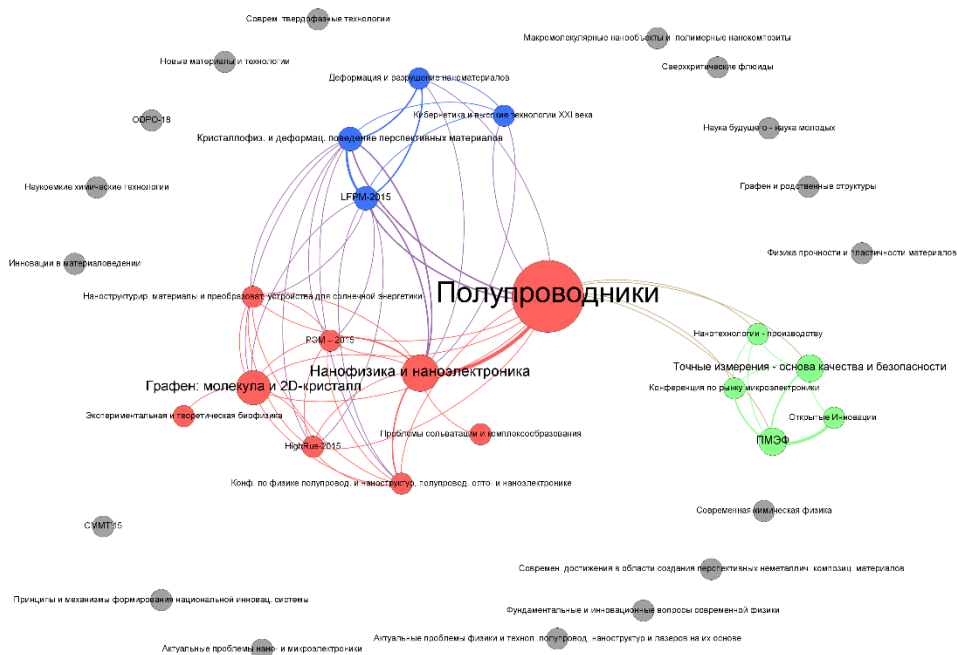 Соврем. твердофазные технологии
Макромолекулярные нанообъекты и полимерные нанокомпозиты
Новые материалы и технологии
Сверхкритические флюиды
Деформация и разрушение наноматериалов
Кибернетика и высокие технологии XXI века
ODPO-18
Наука будущего - наука молодых
Кристаллофиз. и деформац. поведение перспективных материалов
Наукоемкие химические технологии
Графен и родственные структуры
LFPM-2015
Физика прочности и пластичности материалов
Инновации в материаловедении
Наноструктурир. материалы и преобразоват. устройства для солнечной энергетики
Полупроводники
Нанотехнологии - производству
РЭМ – 2015
Точные измерения - основа качества и безопасности
Нанофизика и наноэлектроника
Графен: молекула и 2D-кристалл
Конференция по рынку микроэлектроники
Экспериментальная и теоретическая биофизика
Открытые Инновации
Проблемы сольватации и комплексообразования
ПМЭФ
HighRus-2015
Конф. по физике полупровод. и наноструктур, полупровод. опто- и наноэлектронике
Современная химическая физика
СММТ'15
Соврем. достижения в области создания перспективных неметаллич. композиц. материалов
Принципы и механизмы формирования национальной инновац. системы
Фундаментальные и инновационные вопросы современной физики
Актуальные проблемы физики и технол. полупровод. наноструктур и лазеров на их основе
Актуальные проблемы нано- и микроэлектроники